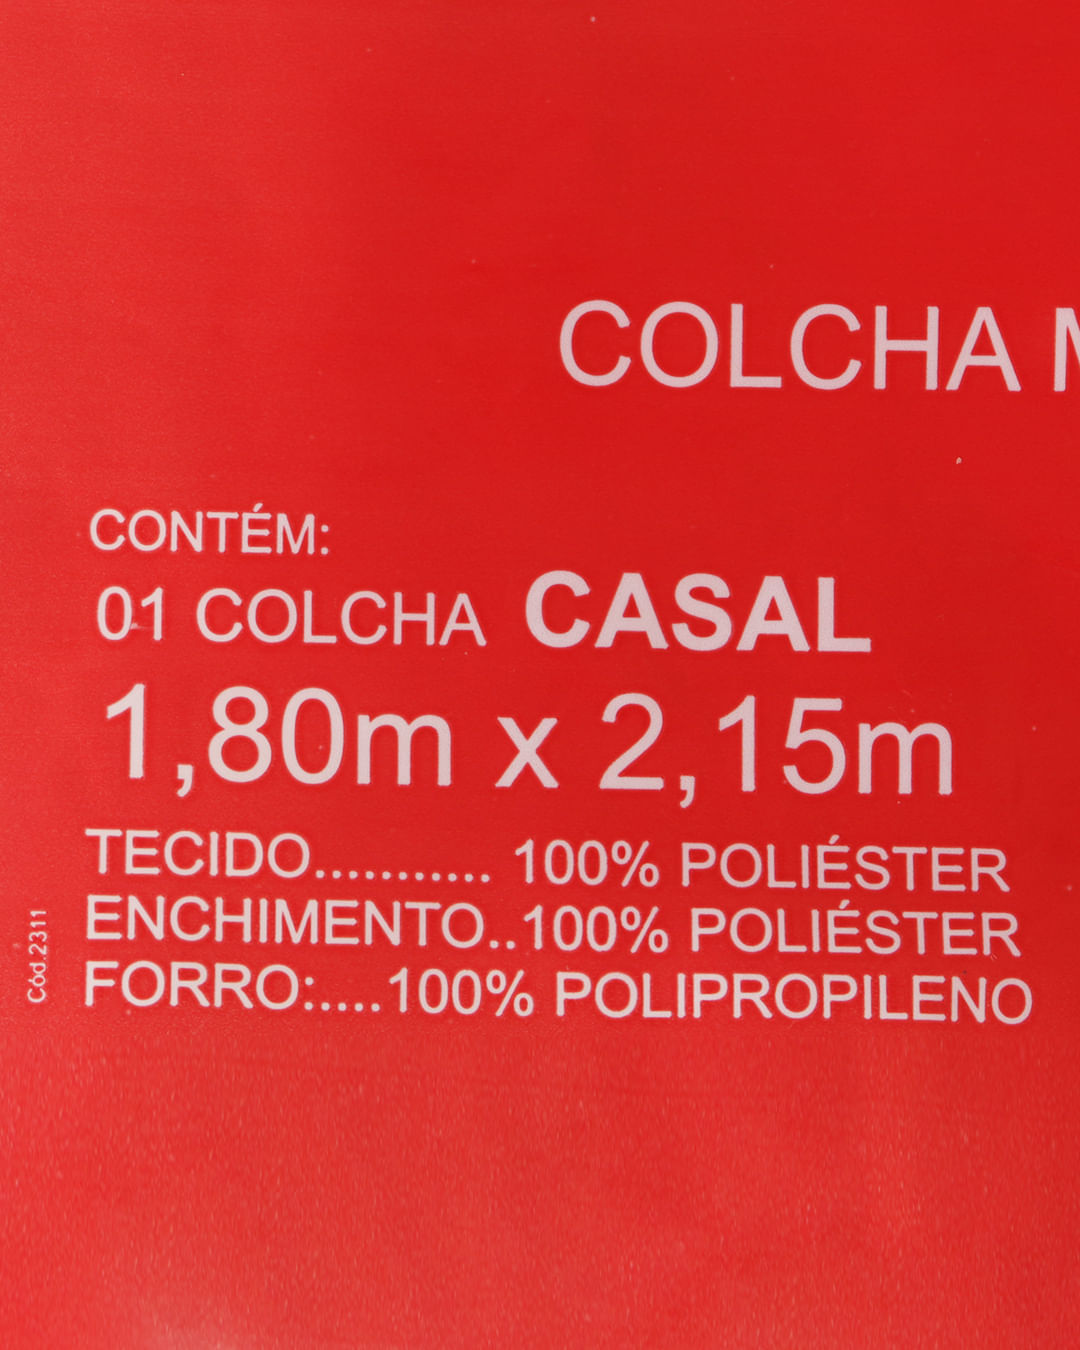 COLCHA
CONTÉM:
01 COLCHA CASAL
1,80m x 2,15m
TECIDO........... 100% POLIÉSTER
ENCHIMENTO..100% POLIÉSTER
FORRO:....100% POLIPROPILENO
Cód.2311